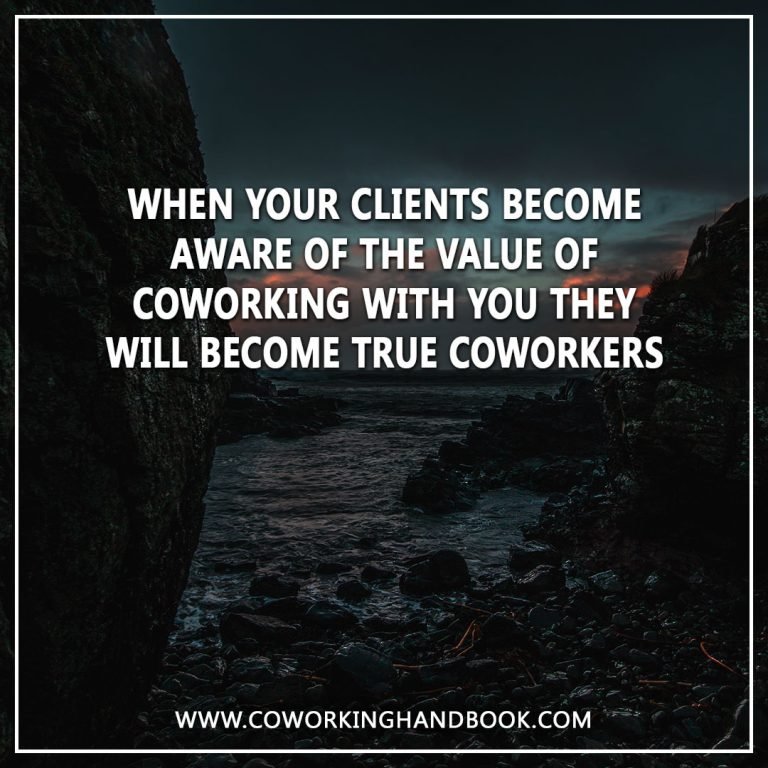 WHEN YOUR CLIENTS BECOME
AWARE OF THE VALUE OF
COWORKING WITH YOU THEY
WILL BECOME TRUE COWORKERS
WWW.COWORKINGHANDBOOK.COM